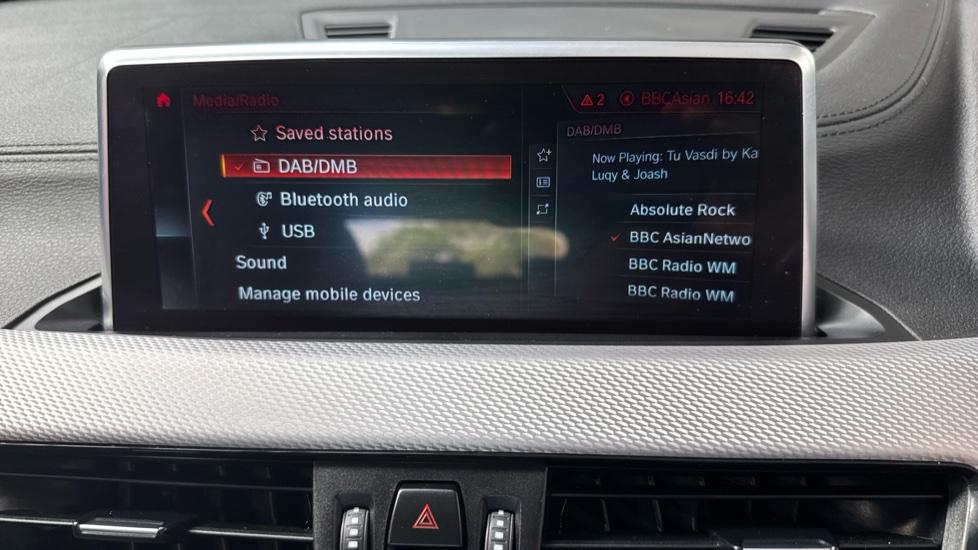 Media/Radio
2 BBCAsian 16:42
Saved stations
DAB/DMB
Bluetooth audio
USB
Sound
Manage mobile devices
DAB/DMB
Now Playing: Tu Vasdi by Ka
Luqy & Joash
Absolute Rock
BBC AsianNetwo
BBC Radio WM
BBC Radio WM